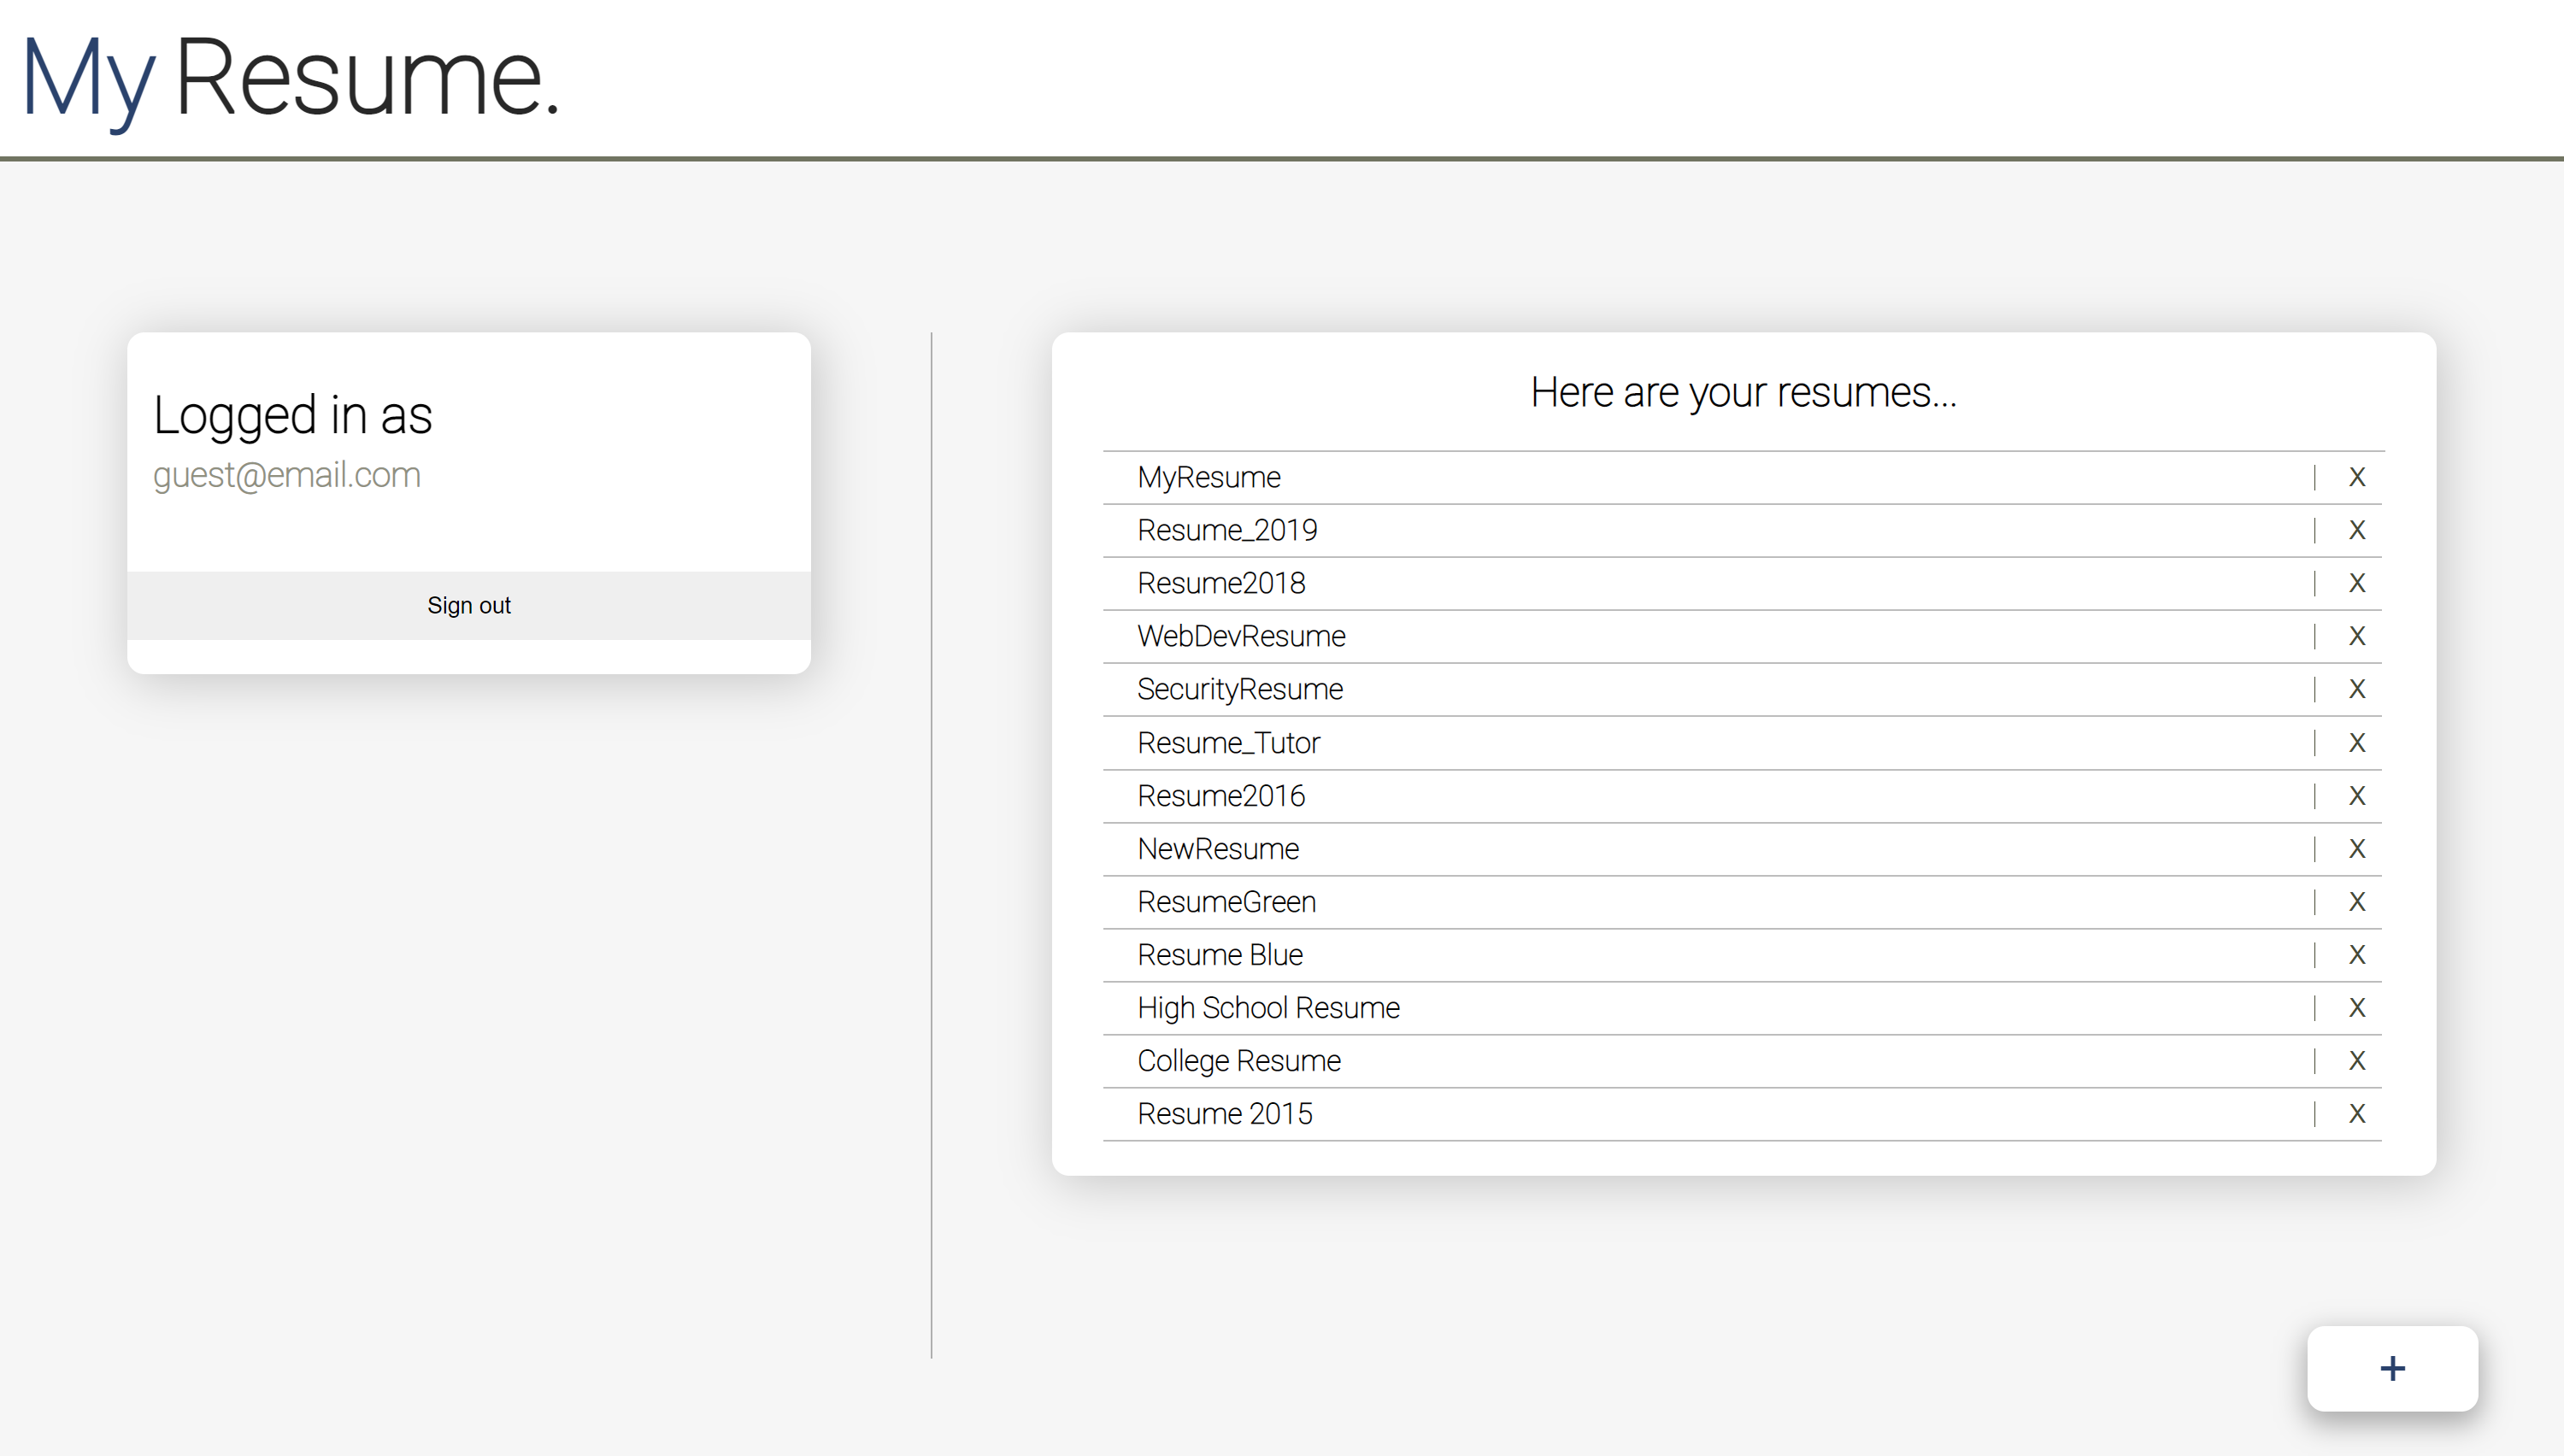 My Resume.
Logged in as
guest@email.com
Sign out
Here are your resumes...
MyResume | X
Resume_2019 | X
Resume2018 | X
WebDevResume | X
SecurityResume | X
Resume_Tutor | X
Resume2016 | X
NewResume | X
ResumeGreen | X
Resume Blue | X
High School Resume | X
College Resume | X
Resume 2015 | X
+